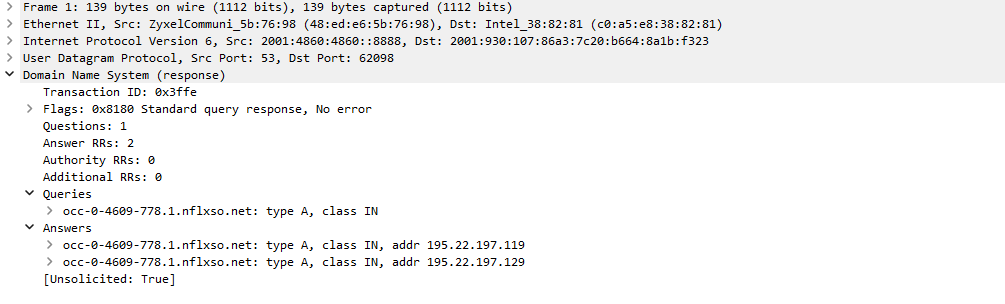 Frame 1: 139 bytes on wire (1112 bits), 139 bytes captured (1112 bits)
Ethernet II, Src: ZyxelCommuni_5b:76:98 (48:ed:e6:5b:76:98), Dst: Intel_38:82:81 (c0:a5:e8:38:82:81)
Internet Protocol Version 6, Src: 2001:4860:4860::8888, Dst: 2001:930:107:86a3:7c20:b664:8a1b:f323
User Datagram Protocol, Src Port: 53, Dst Port: 62098
Domain Name System (response)
Transaction ID: 0x3ffe
Flags: 0x8180 Standard query response, No error
Questions: 1
Answer RRs: 2
Authority RRs: 0
Additional RRs: 0
Queries
occ-0-4609-778.1.nflxso.net: type A, class IN
Answers
occ-0-4609-778.1.nflxso.net: type A, class IN, addr 195.22.197.119
occ-0-4609-778.1.nflxso.net: type A, class IN, addr 195.22.197.129
[Unsolicited: True]